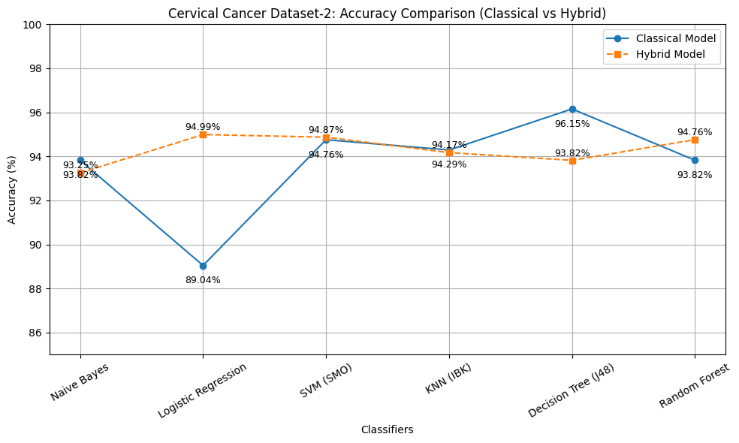 Cervical Cancer Dataset-2: Accuracy Comparison (Classical vs Hybrid)
Classical Model
Hybrid Model
100
98
96
94
92
90
88
86
Accuracy (%)
93.25%
93.82%
94.99%
89.04%
94.87%
94.76%
94.17%
94.29%
96.15%
93.82%
94.76%
93.82%
Naive Bayes
Logistic Regression
SVM (SMO)
KNN (IBK)
Decision Tree (J48)
Random Forest
Classifiers